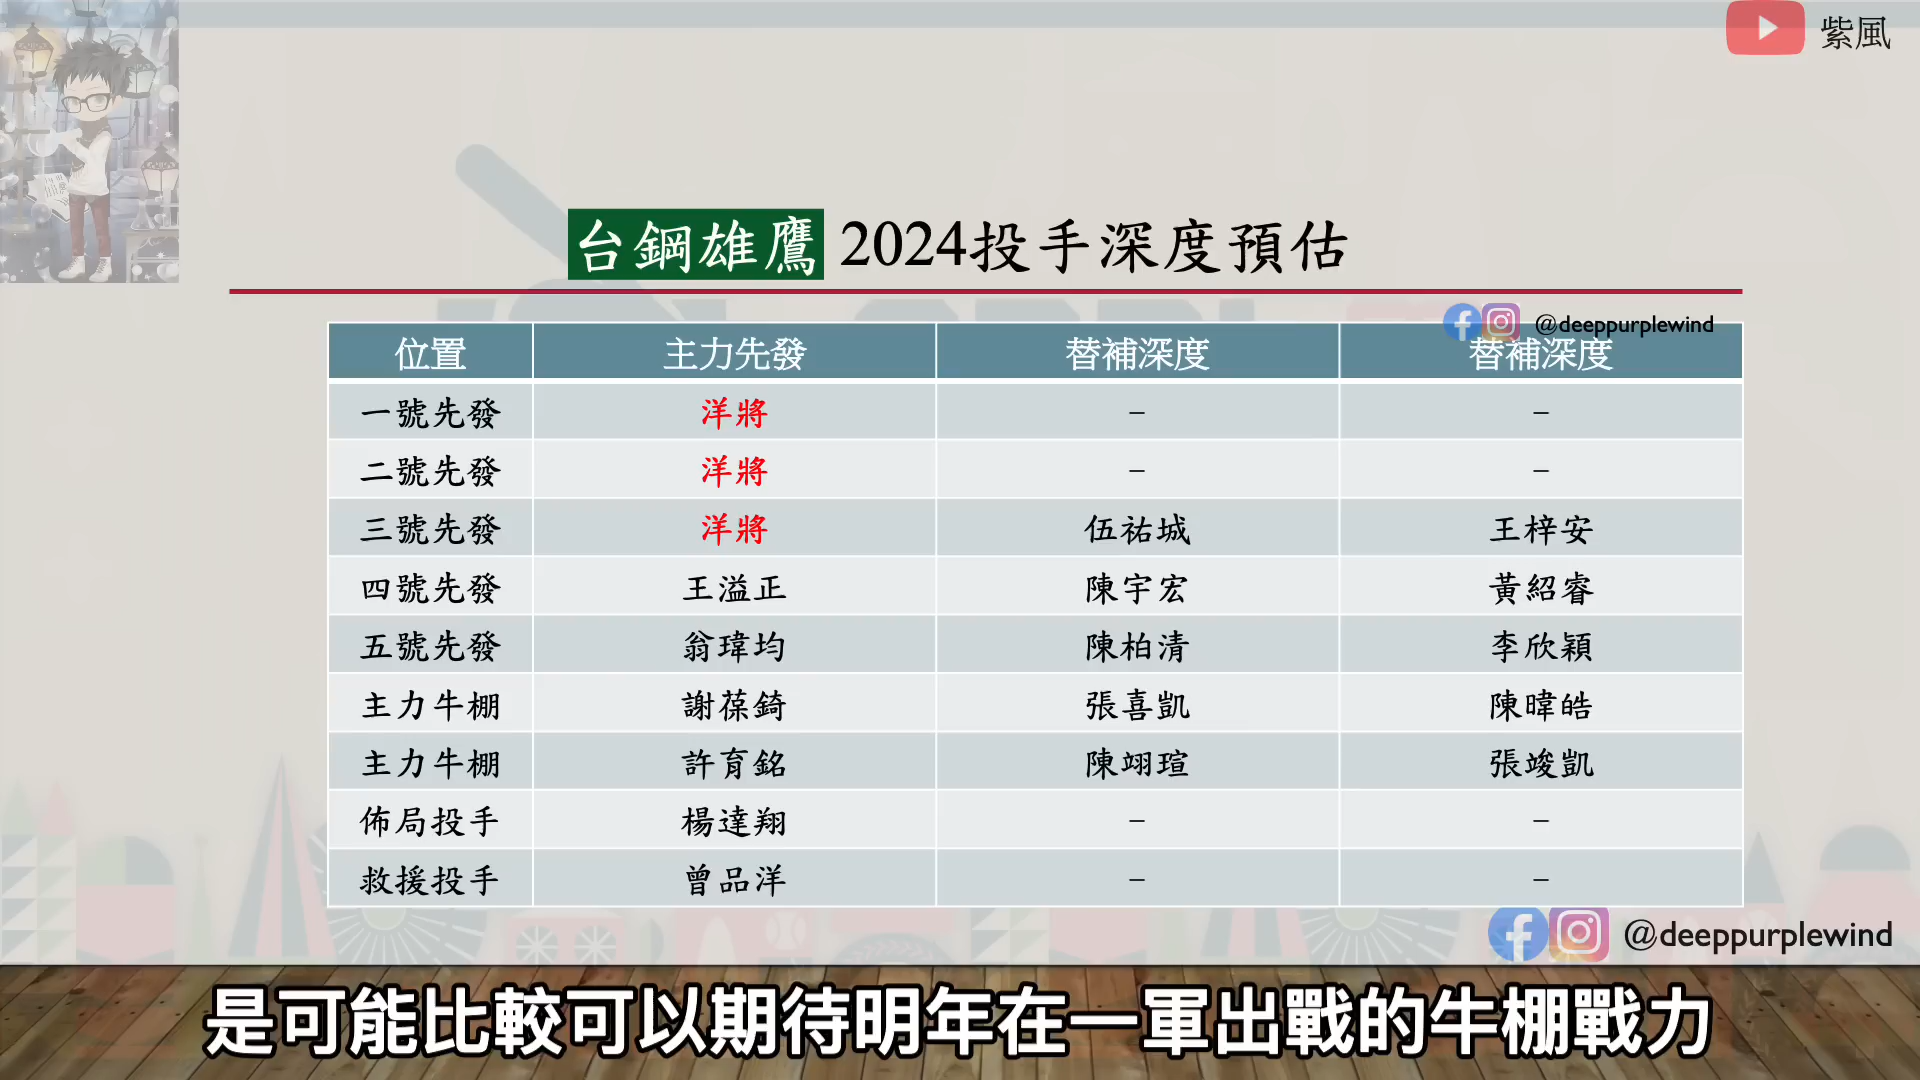 紫風
台鋼雄鷹 2024投手深度預估
@deeppurplewind
位置 主力先發 替補深度 替補深度
一號先發 洋將 – –
二號先發 洋將 – –
三號先發 洋將 伍祐城 王梓安
四號先發 王溢正 陳宇宏 黃紹睿
五號先發 翁瑋均 陳柏清 李欣穎
主力牛棚 謝葆錡 張喜凱 陳暐皓
主力牛棚 許育銘 陳翊瑄 張竣凱
佈局投手 楊達翔 – –
救援投手 曾品洋 – –
@deeppurplewind
是可能比較可以期待明年在一軍出戰的牛棚戰力